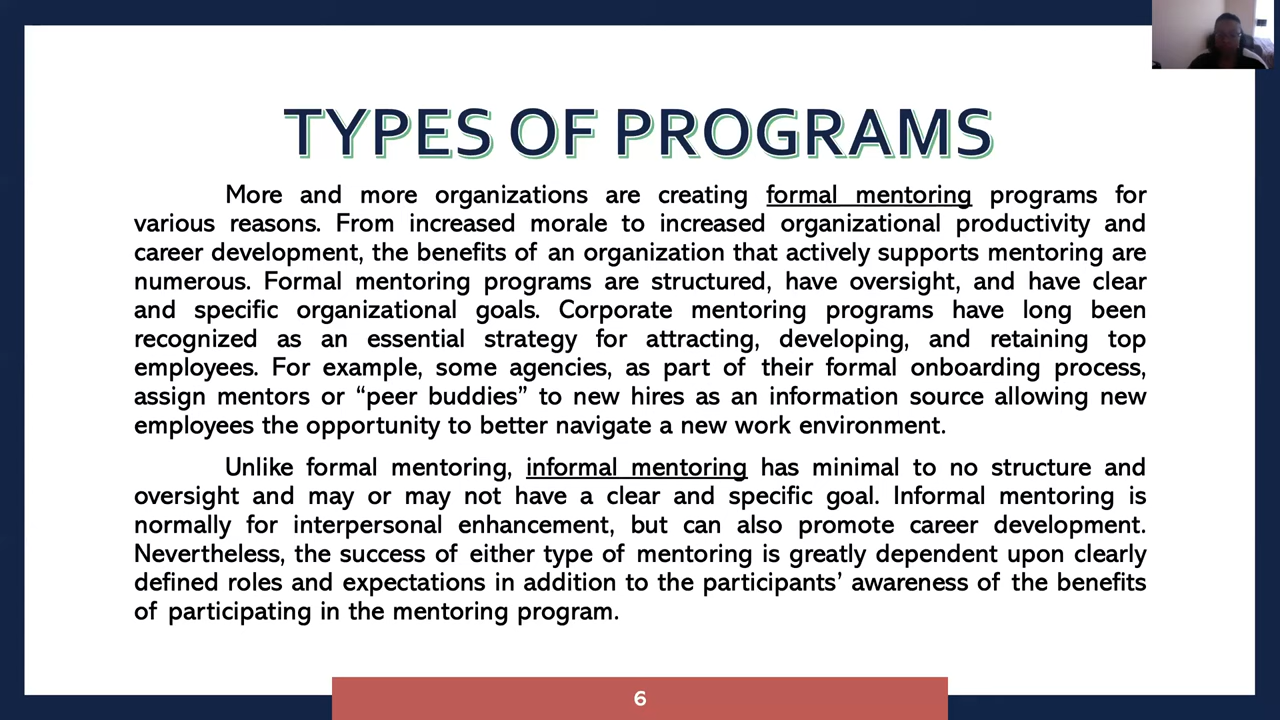 TYPES OF PROGRAMS
More and more organizations are creating formal mentoring programs for
various reasons. From increased morale to increased organizational productivity and
career development, the benefits of an organization that actively supports mentoring are
numerous. Formal mentoring programs are structured, have oversight, and have clear
and specific organizational goals. Corporate mentoring programs have long been
recognized as an essential strategy for attracting, developing, and retaining top
employees. For example, some agencies, as part of their formal onboarding process,
assign mentors or “peer buddies” to new hires as an information source allowing new
employees the opportunity to better navigate a new work environment.
Unlike formal mentoring, informal mentoring has minimal to no structure and
oversight and may or may not have a clear and specific goal. Informal mentoring is
normally for interpersonal enhancement, but can also promote career development.
Nevertheless, the success of either type of mentoring is greatly dependent upon clearly
defined roles and expectations in addition to the participants’ awareness of the benefits
of participating in the mentoring program.
6